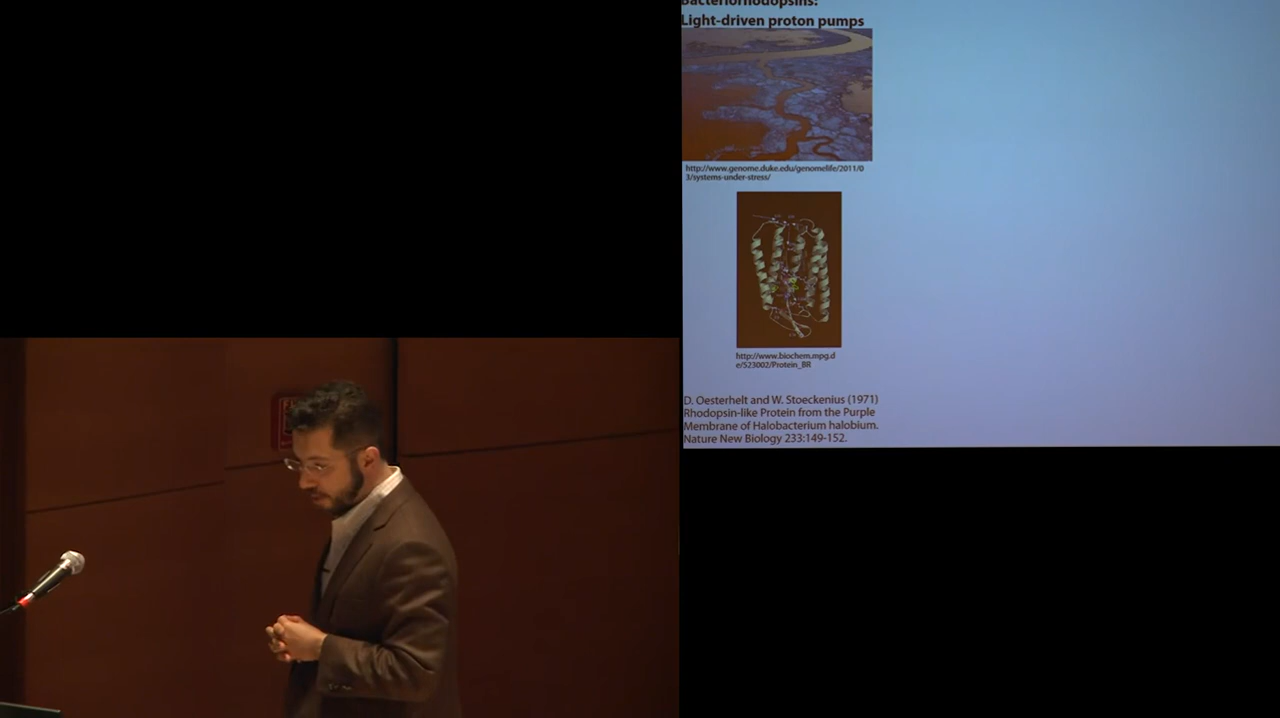 Bacteriorhodopsins:
Light-driven proton pumps
http://www.genome.duke.edu/genomelife/2011/0
3/systems-under-stress/
http://www.biochem.mpg.d
e/523002/Protein_BR
D. Oesterhelt and W. Stoeckenius (1971)
Rhodopsin-like Protein from the Purple
Membrane of Halobacterium halobium.
Nature New Biology 233:149-152.